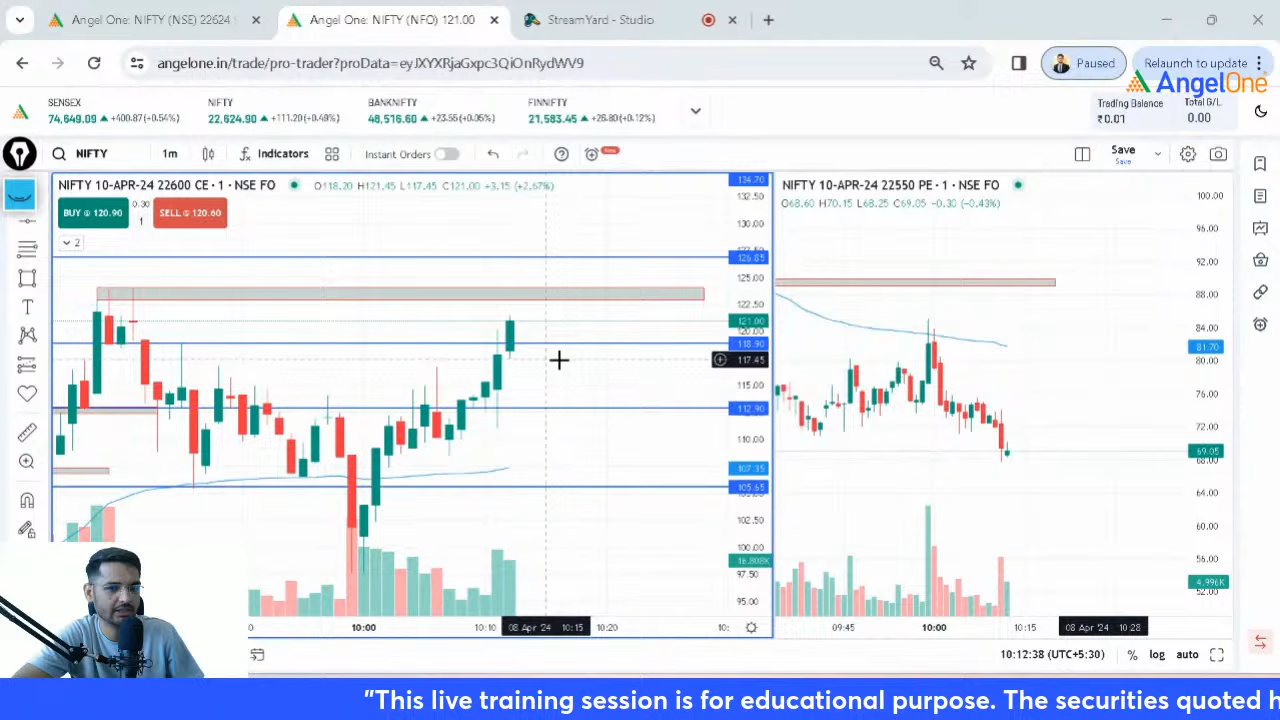 Angel One: NIFTY (NSE) 22624
Angel One: NIFTY (NFO) 121.00
StreamYard - Studio
angelone.in/trade/pro-trader?proData=eyJXYXRjaGxpc3QiOnRydWV9
Paused
Relaunch to update
AngelOne
SENSEX
74,649.09 +400.87(+0.54%)
NIFTY
22,624.90 +111.20(+0.49%)
BANKNIFTY
48,516.60 +23.55(+0.05%)
FINNIFTY
21,583.45 +26.80(+0.12%)
Trading Balance
₹0.01
Total G/L
0.00
NIFTY
1m
Indicators
Instant Orders
New
Save
Save
NIFTY 10-APR-24 22600 CE · 1 · NSE FO
O118.20 H121.45 L117.45 C121.00 +3.15 (+2.67%)
BUY @ 120.90
0.30
1
SELL @ 120.60
2
134.70
132.50
130.00
126.85
125.00
122.50
121.00
120.00
118.90
117.45
115.00
112.90
110.00
107.15
105.65
102.50
100.00
97.50
95.00
10:00
10:10
08 Apr '24 10:15
10:20
10:
NIFTY 10-APR-24 22550 PE · 1 · NSE FO
O68.60 H70.15 L68.25 C69.05 -0.30 (-0.43%)
100.00
96.00
92.00
88.00
84.00
81.70
80.00
76.00
72.00
69.05
64.00
60.00
56.00
4.996K
52.00
09:45
10:00
10:15
08 Apr '24 10:28
10:12:38 (UTC+5:30)
%
log
auto
"This live training session is for educational purpose. The securities quoted